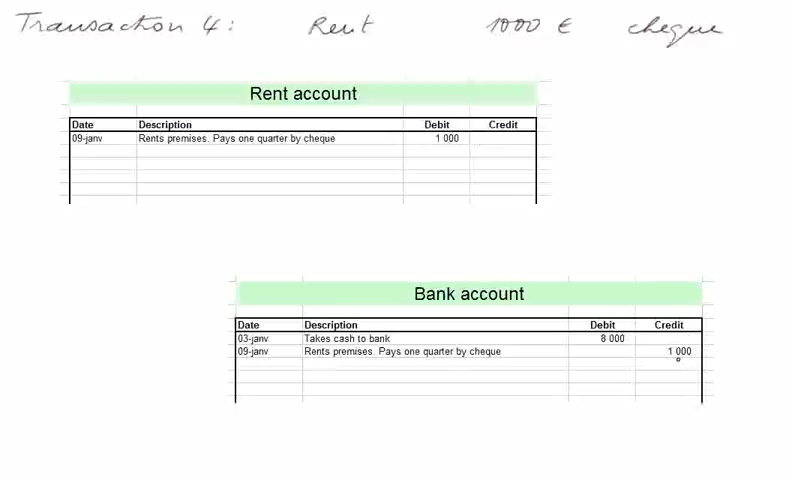 Transaction 4: Rent 1000 € cheque
Rent account
Date Description Debit Credit
09-janv Rents premises. Pays one quarter by cheque 1 000
Bank account
Date Description Debit Credit
03-janv. Takes cash to bank 8 000
09-janv Rents premises. Pays one quarter by cheque 1 000